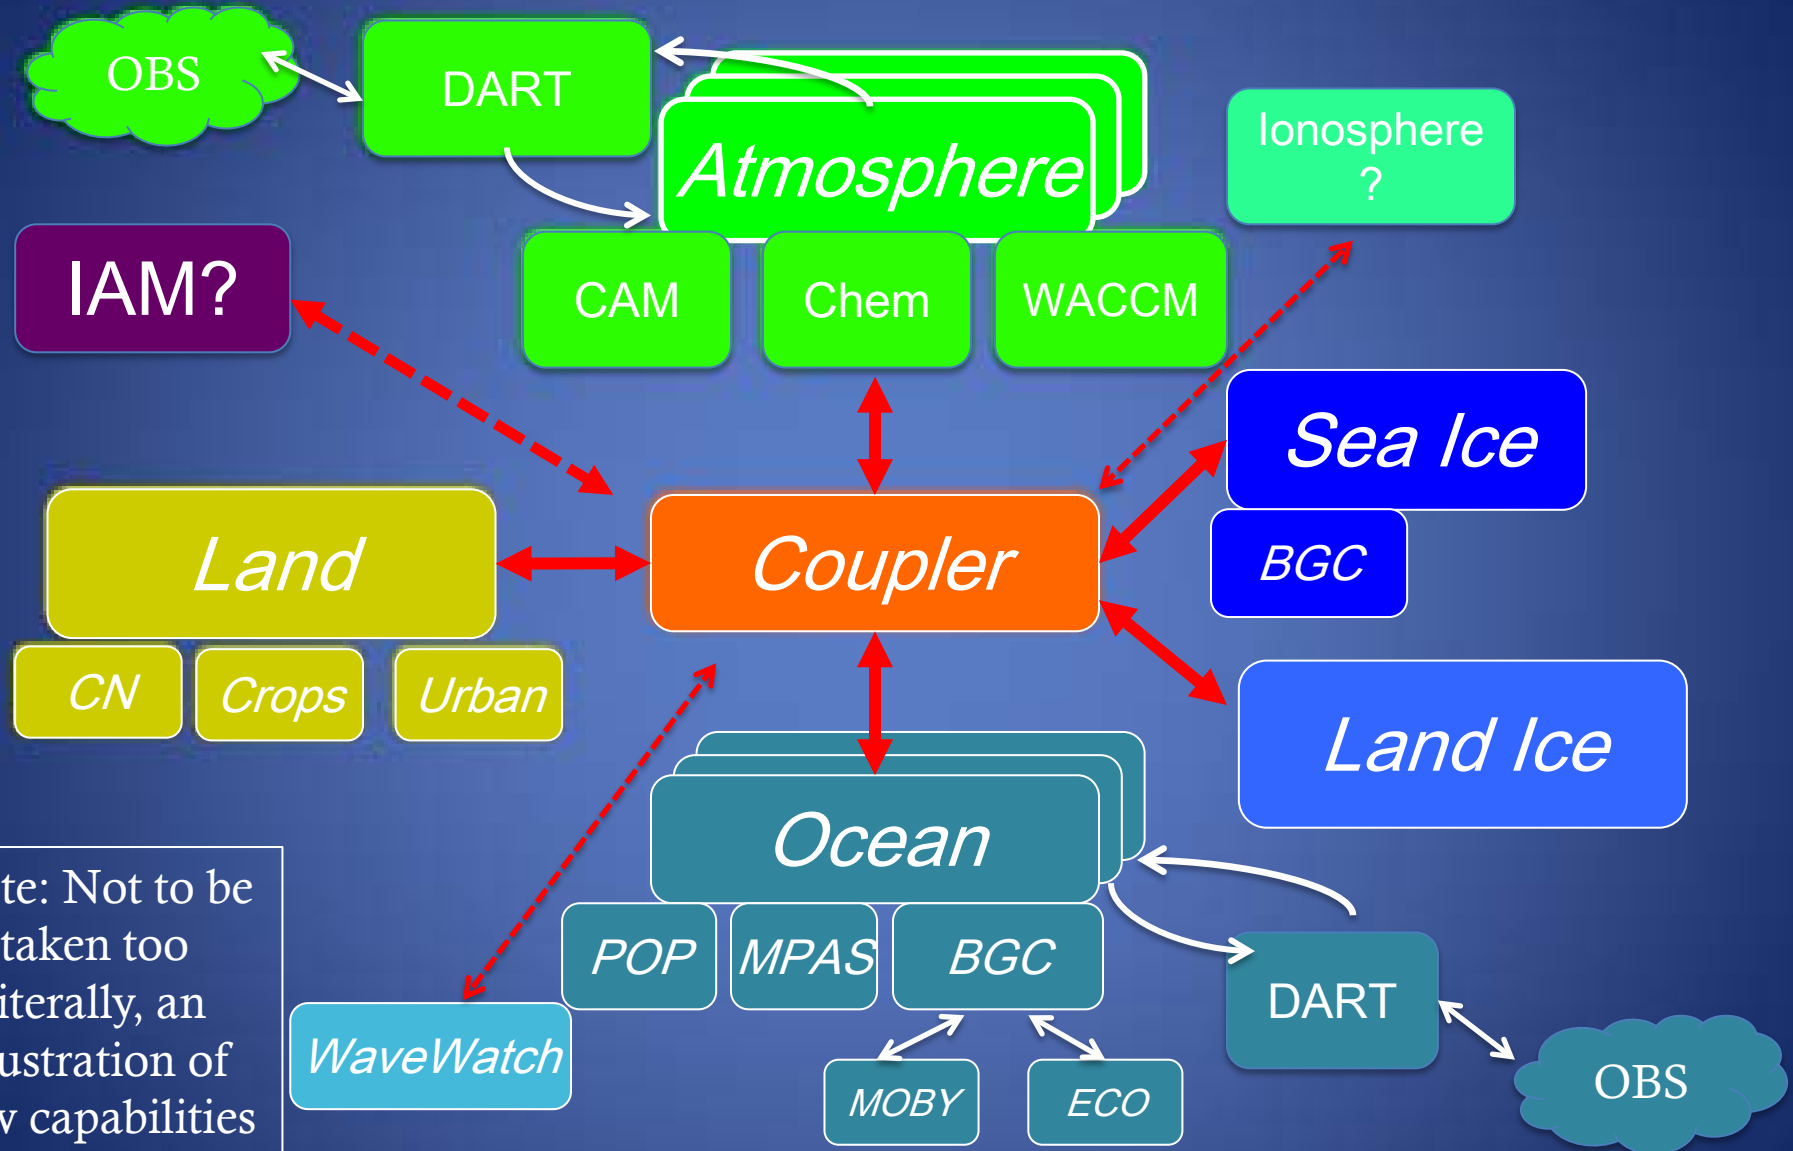 OBS
DART
Atmosphere
Ionosphere
?
IAM?
CAM
Chem
WACCM
Sea Ice
BGC
Land
Coupler
CN
Crops
Urban
Land Ice
Ocean
POP
MPAS
BGC
DART
WaveWatch
MOBY
ECO
OBS
te: Not to be
taken too
iterally, an
ustration of
w capabilities